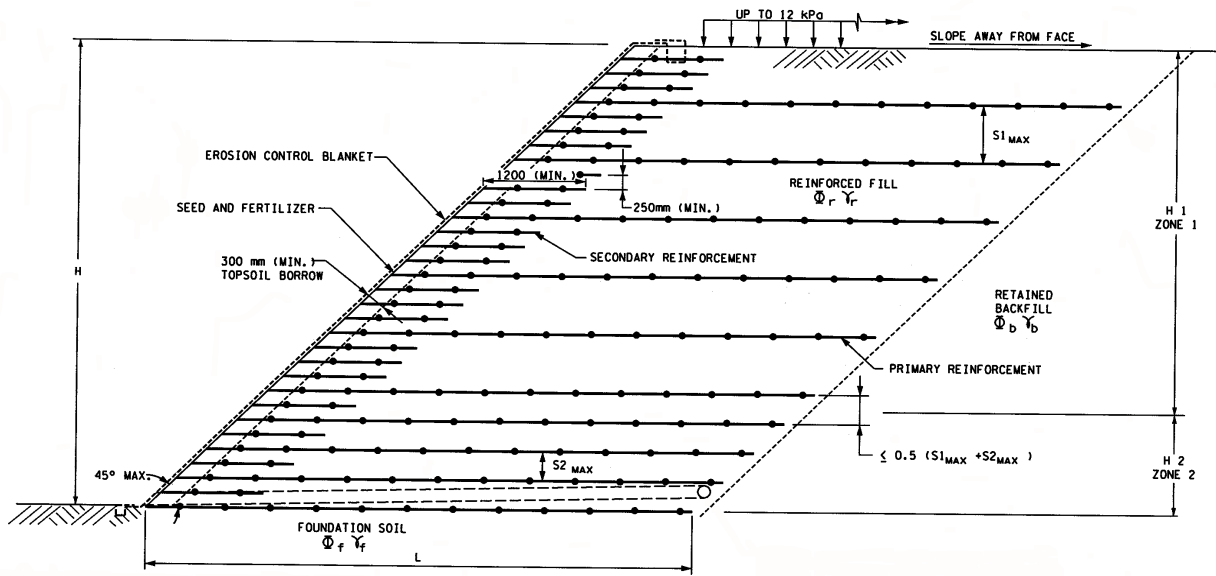 UP TO 12 kPa
SLOPE AWAY FROM FACE
S1 MAX
EROSION CONTROL BLANKET
1200 (MIN.)
REINFORCED FILL
Φr γr
250mm (MIN.)
SEED AND FERTILIZER
H 1
ZONE 1
H
SECONDARY REINFORCEMENT
300 mm (MIN.)
TOPSOIL BORROW
RETAINED
BACKFILL
Φb γb
PRIMARY REINFORCEMENT
≤ 0.5 (S1MAX +S2MAX )
S2 MAX
H 2
ZONE 2
45° MAX.
FOUNDATION SOIL
Φf γf
L